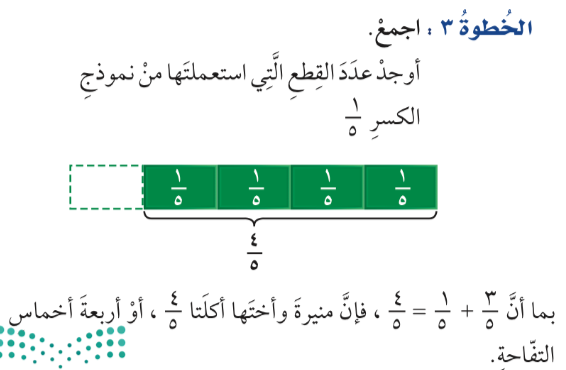 الخُطوةُ ٣ : اجمعْ.
أوجدْ عدَدَ القِطعِ الَّتِي استعملتَها منْ نموذجِ
الكسرِ ١/٥
١/٥ ١/٥ ١/٥ ١/٥
٤/٥
بما أنَّ ٣/٥ + ١/٥ = ٤/٥ ، فإنَّ منيرةَ وأختَها أكلَتا ٤/٥ ، أوْ أربعةَ أخماس
التفّاحةِ.